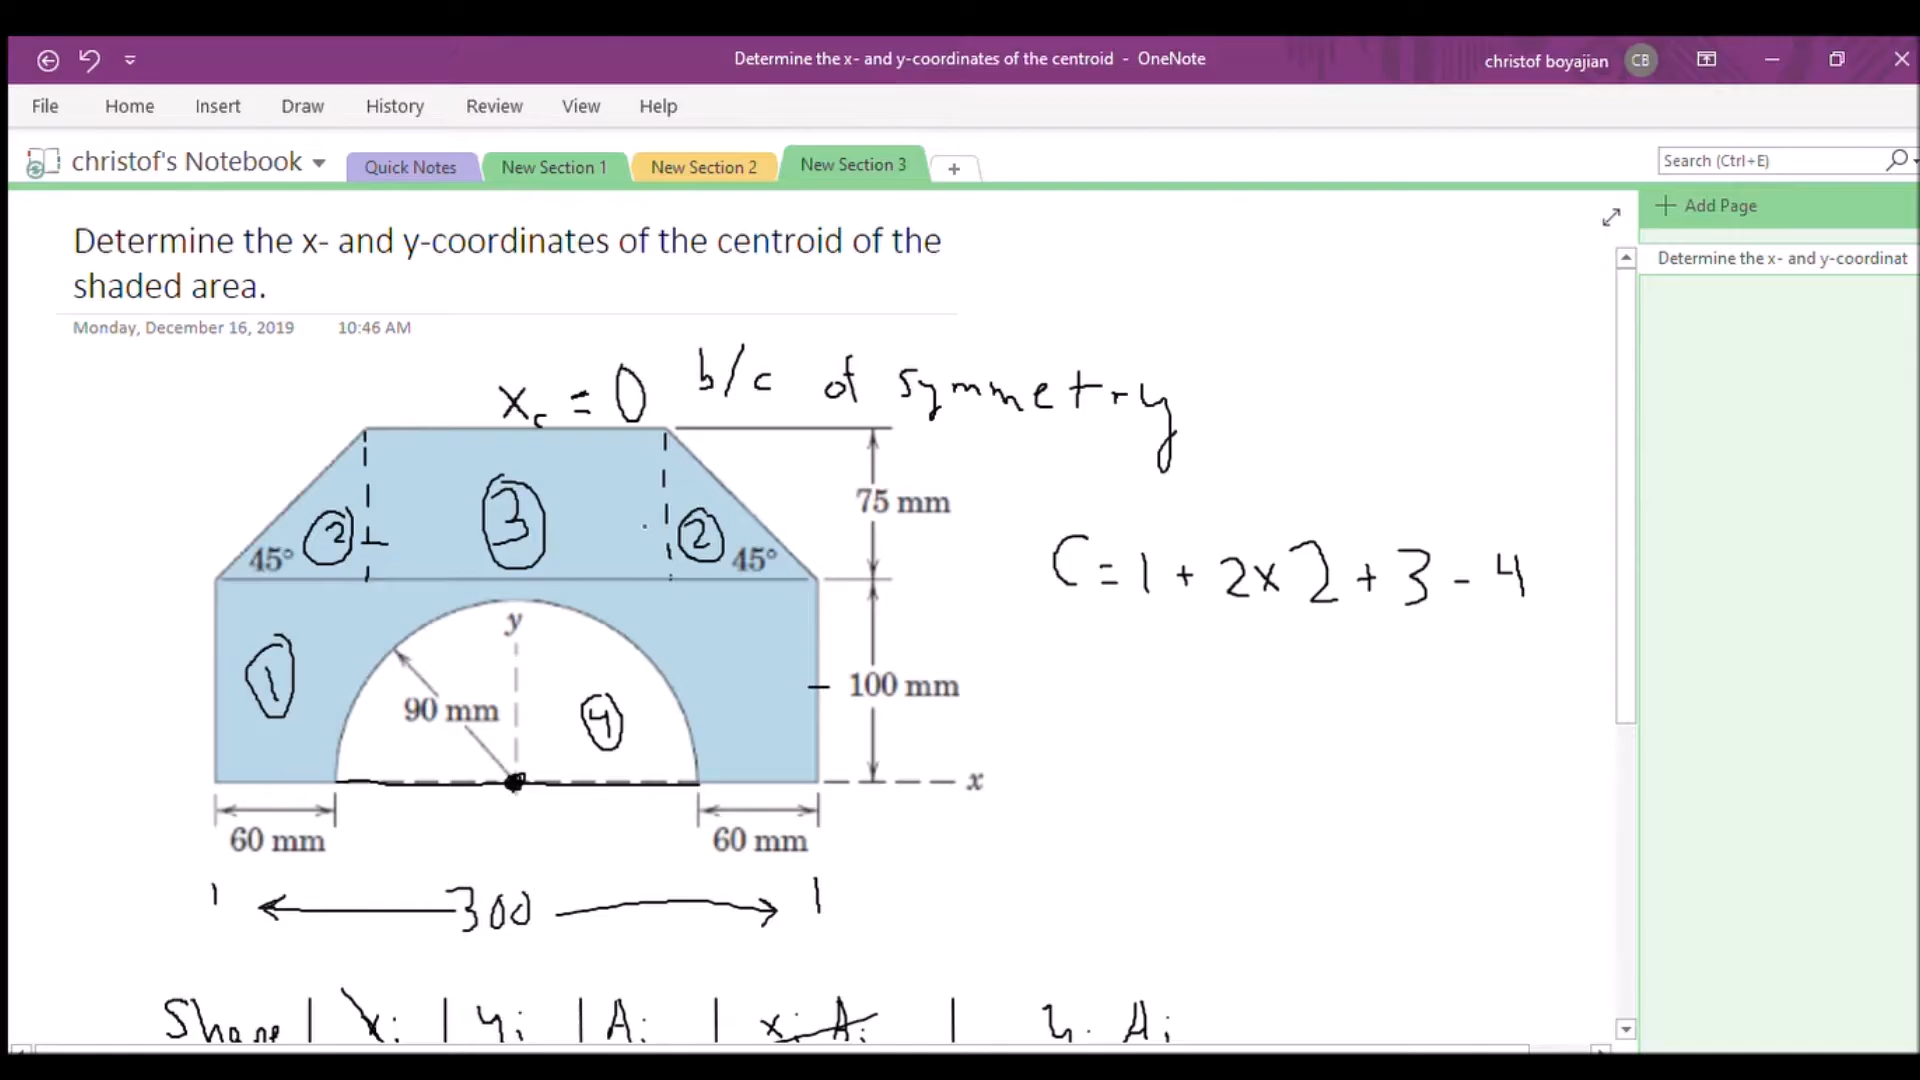 Determine the x- and y-coordinates of the centroid - OneNote
christof boyajian CB
File Home Insert Draw History Review View Help
christof's Notebook Quick Notes New Section 1 New Section 2 New Section 3 +
Search (Ctrl+E)
Add Page
Determine the x- and y-coordinat
Determine the x- and y-coordinates of the centroid of the
shaded area.
Monday, December 16, 2019 10:46 AM
xc = 0 b/c of symmetry
75 mm
3
2 2
45° 45°
C = 1 + 2x2 + 3 - 4
y
1
100 mm
90 mm
4
x
60 mm 60 mm
300
Shape | xi | yi | Ai | xi Ai | yi Ai